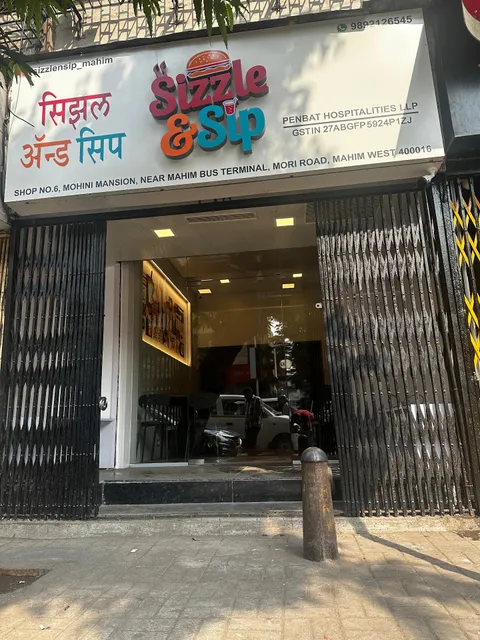 sizzlensip_mahim
9892126545
सिझल
ॲन्ड सिप
Sizzle
&Sip
PENBAT HOSPITALITIES LLP
GSTIN 27ABGFP5924P1ZJ
SHOP NO.6, MOHINI MANSION, NEAR MAHIM BUS TERMINAL, MORI ROAD, MAHIM WEST 400016